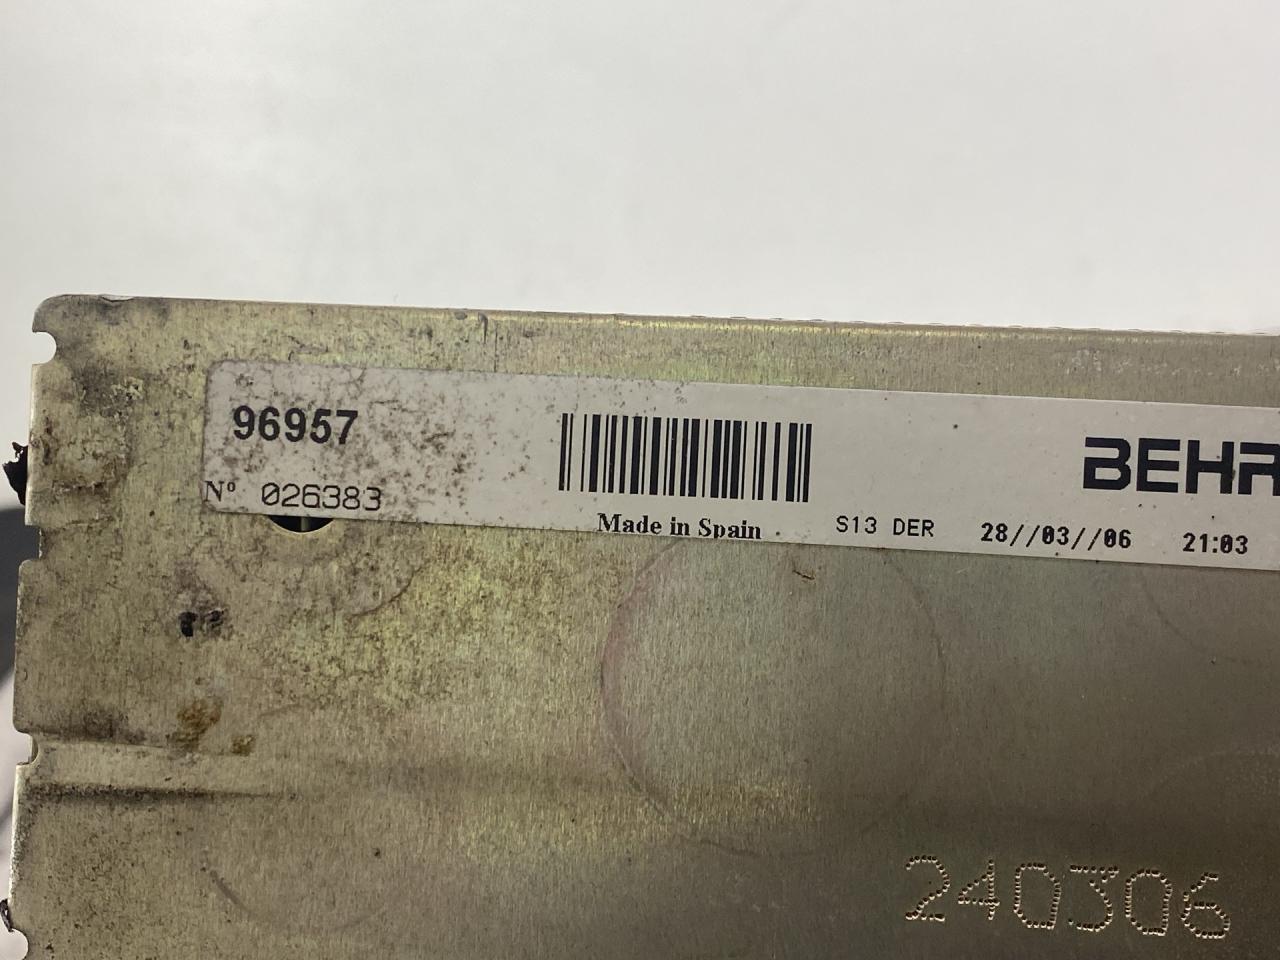 96957
BEHR
Nº 026383
Made in Spain
S13 DER 28//03//06 21:03
240306